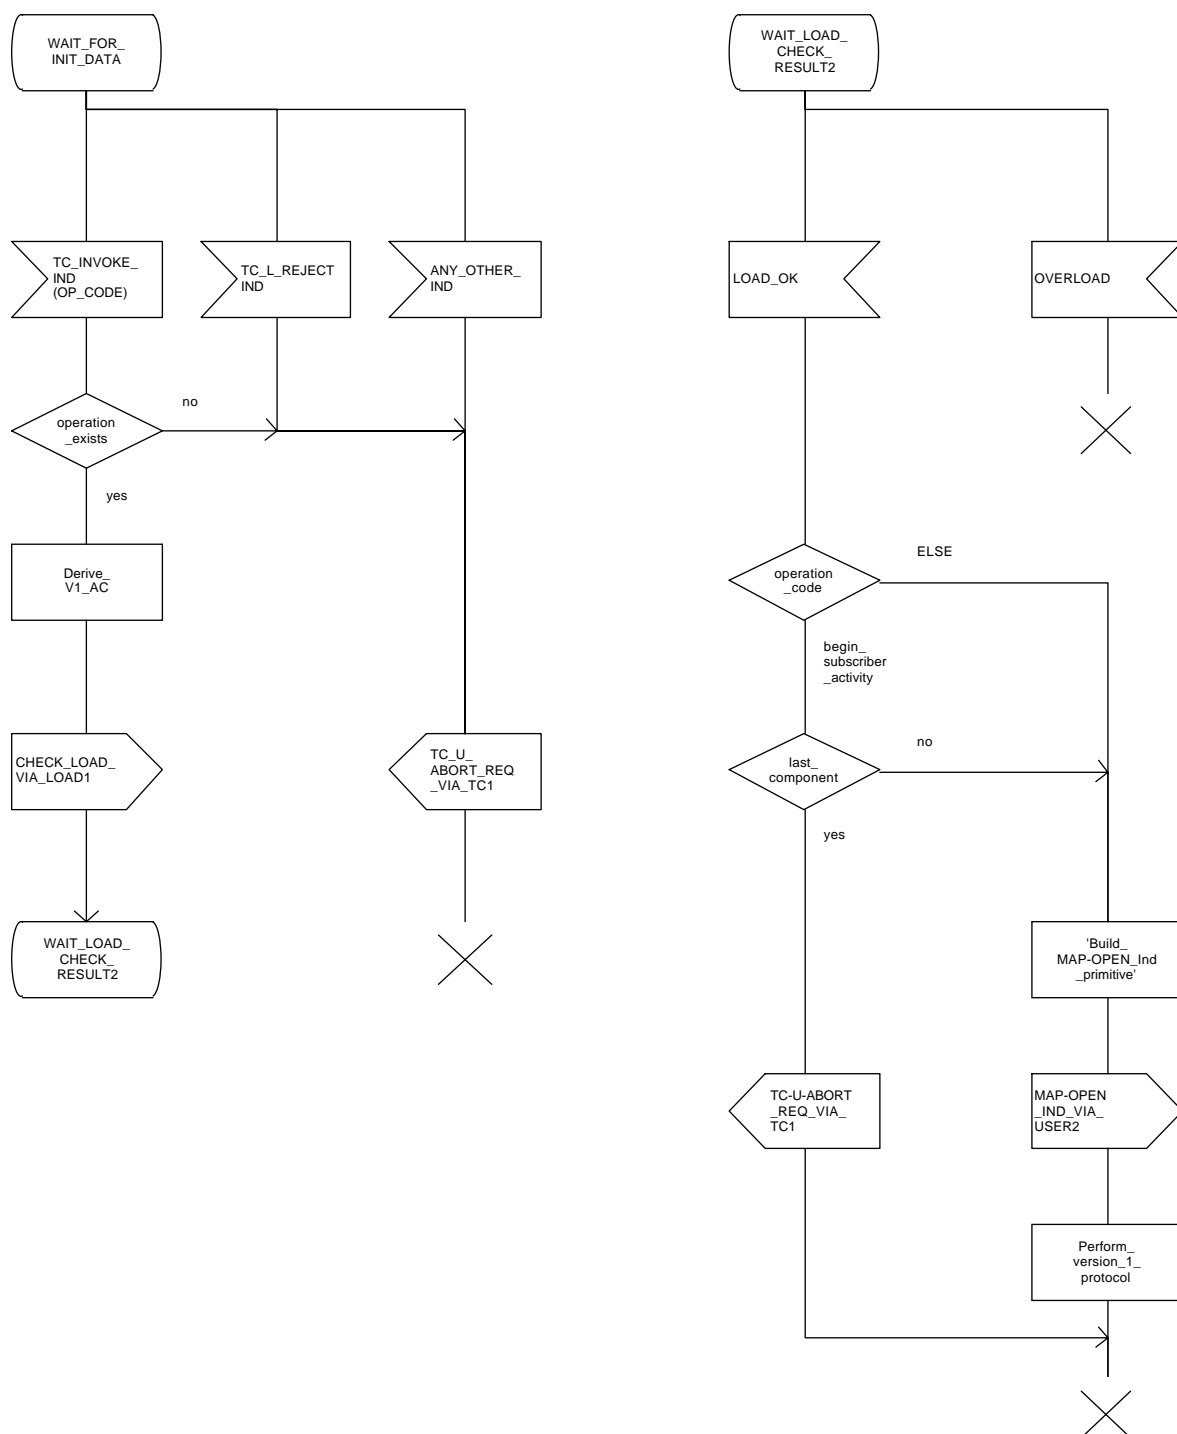 WAIT_FOR_
INIT_DATA
TC_INVOKE_
IND
(OP_CODE)
TC_L_REJECT
IND
ANY_OTHER_
IND
operation
_exists
no
yes
Derive_
V1_AC
CHECK_LOAD_
VIA_LOAD1
TC_U_
ABORT_REQ
_VIA_TC1
WAIT_LOAD_
CHECK_
RESULT2
WAIT_LOAD_
CHECK_
RESULT2
LOAD_OK
OVERLOAD
operation
_code
ELSE
begin_
subscriber
_activity
last_
component
no
yes
'Build_
MAP-OPEN_Ind
_primitive'
TC-U-ABORT
_REQ_VIA_
TC1
MAP-OPEN
_IND_VIA_
USER2
Perform_
version_1_
protocol